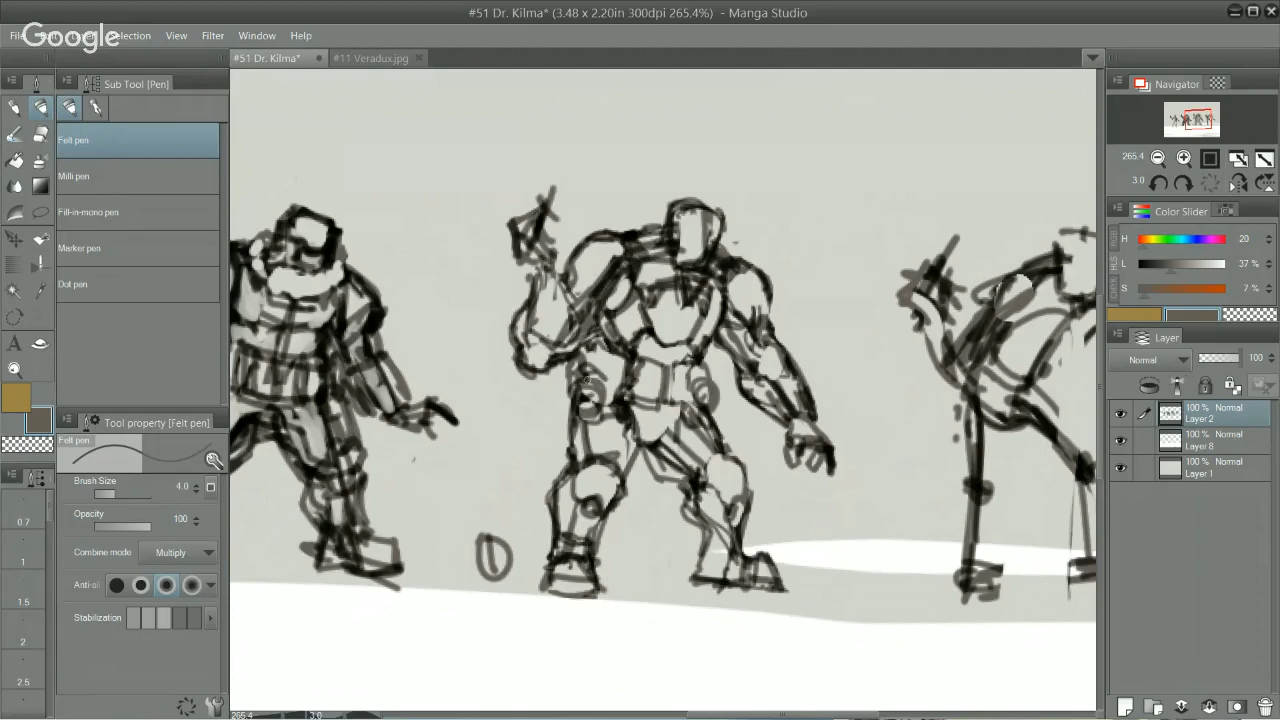 #51 Dr. Kilma* (3.48 x 2.20in 300dpi 265.4%) - Manga Studio
Google
File Selection View Filter Window Help
#51 Dr. Kilma* #11 Veradux.jpg
Sub Tool [Pen]
Felt pen
Milli pen
Fill-in-mono pen
Marker pen
Dot pen
Tool property [Felt pen]
Felt pen
Brush Size 4.0
Opacity 100
Combine mode Multiply
Stabilization
0.7
1
1.5
2
2.5
265.4 3.0
Navigator
265.4
3.0
Color Slider
H 20
L 37 %
S 7 %
RGB
HLS
CMYK
Layer
Normal 100
100 % Normal
Layer 2
100 % Normal
Layer 8
100 % Normal
Layer 1
A